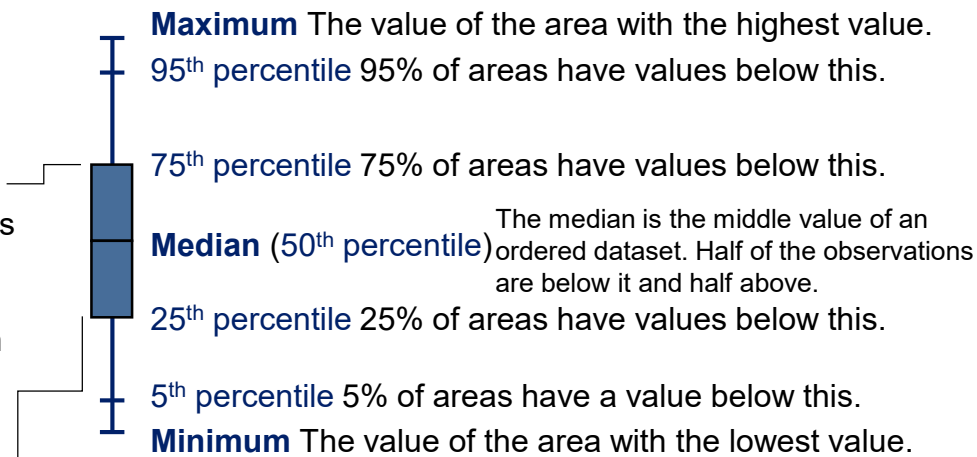 Maximum The value of the area with the highest value.
95th percentile 95% of areas have values below this.
75th percentile 75% of areas have values below this.
s
The median is the middle value of an
Median (50th percentile) ordered dataset. Half of the observations
are below it and half above.
25th percentile 25% of areas have values below this.
5th percentile 5% of areas have a value below this.
Minimum The value of the area with the lowest value.